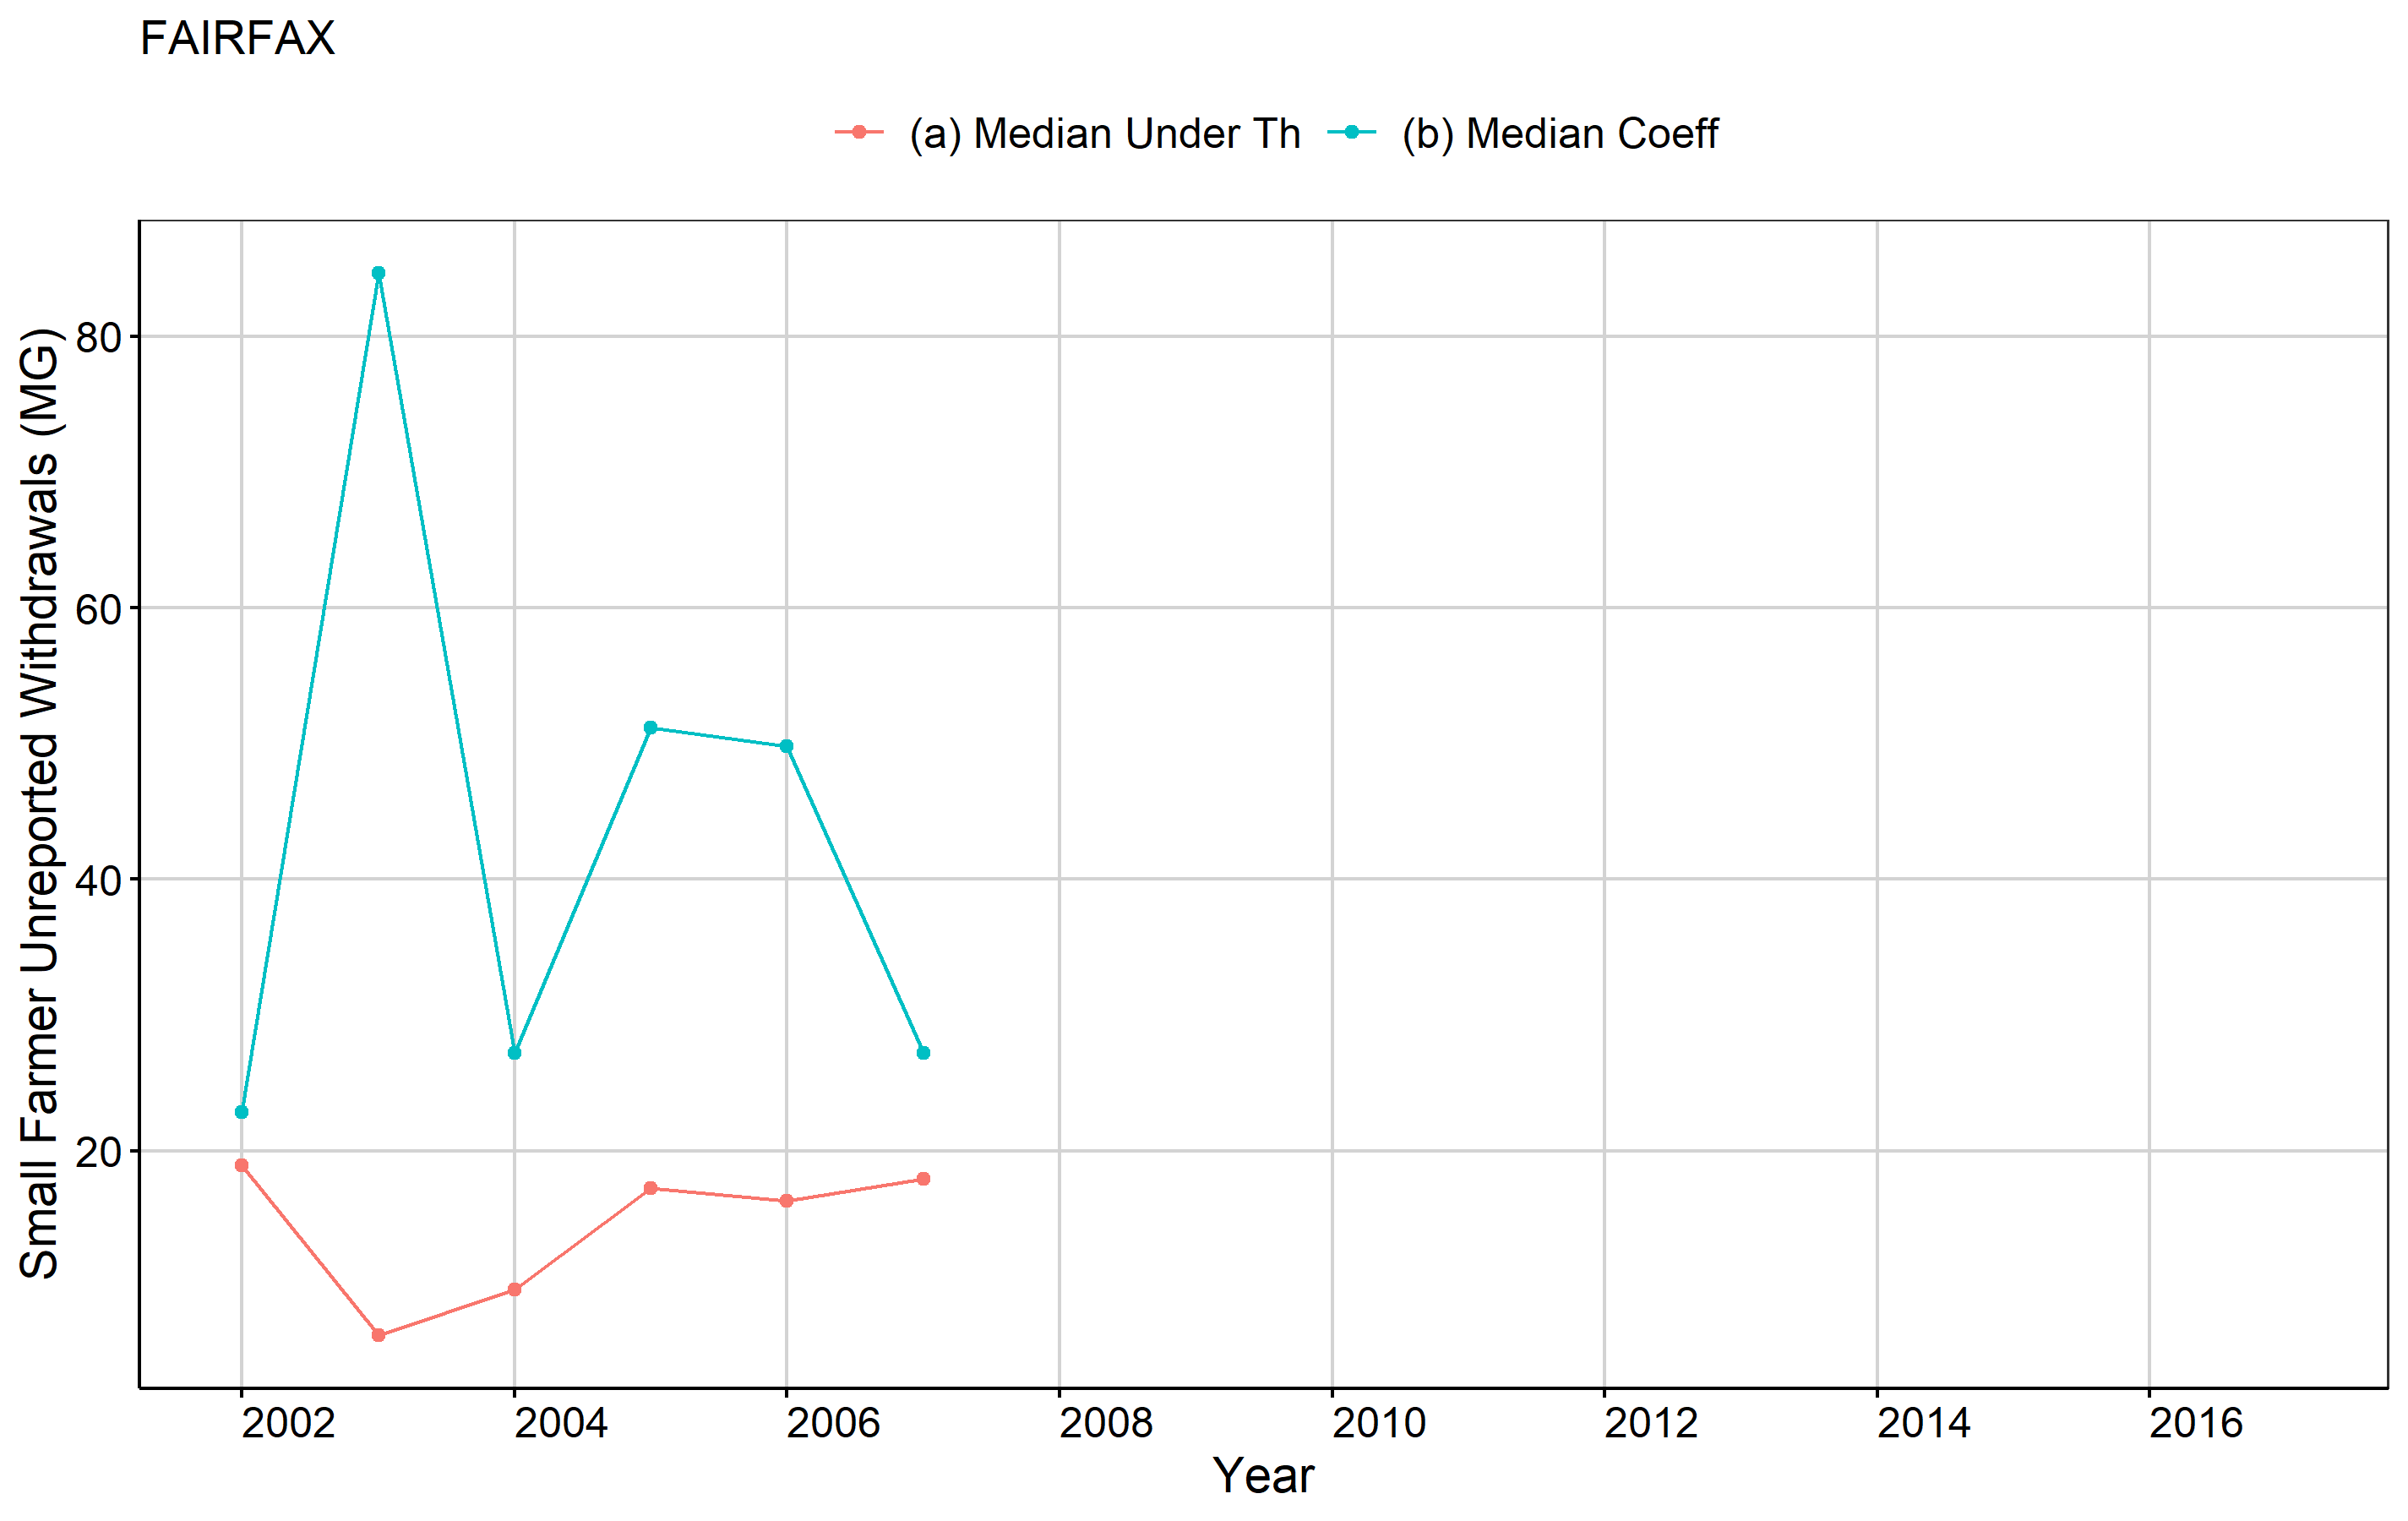 FAIRFAX
(a) Median Under Th (b) Median Coeff
Small Farmer Unreported Withdrawals (MG)
80
60
40
20
2002 2004 2006 2008 2010 2012 2014 2016
Year